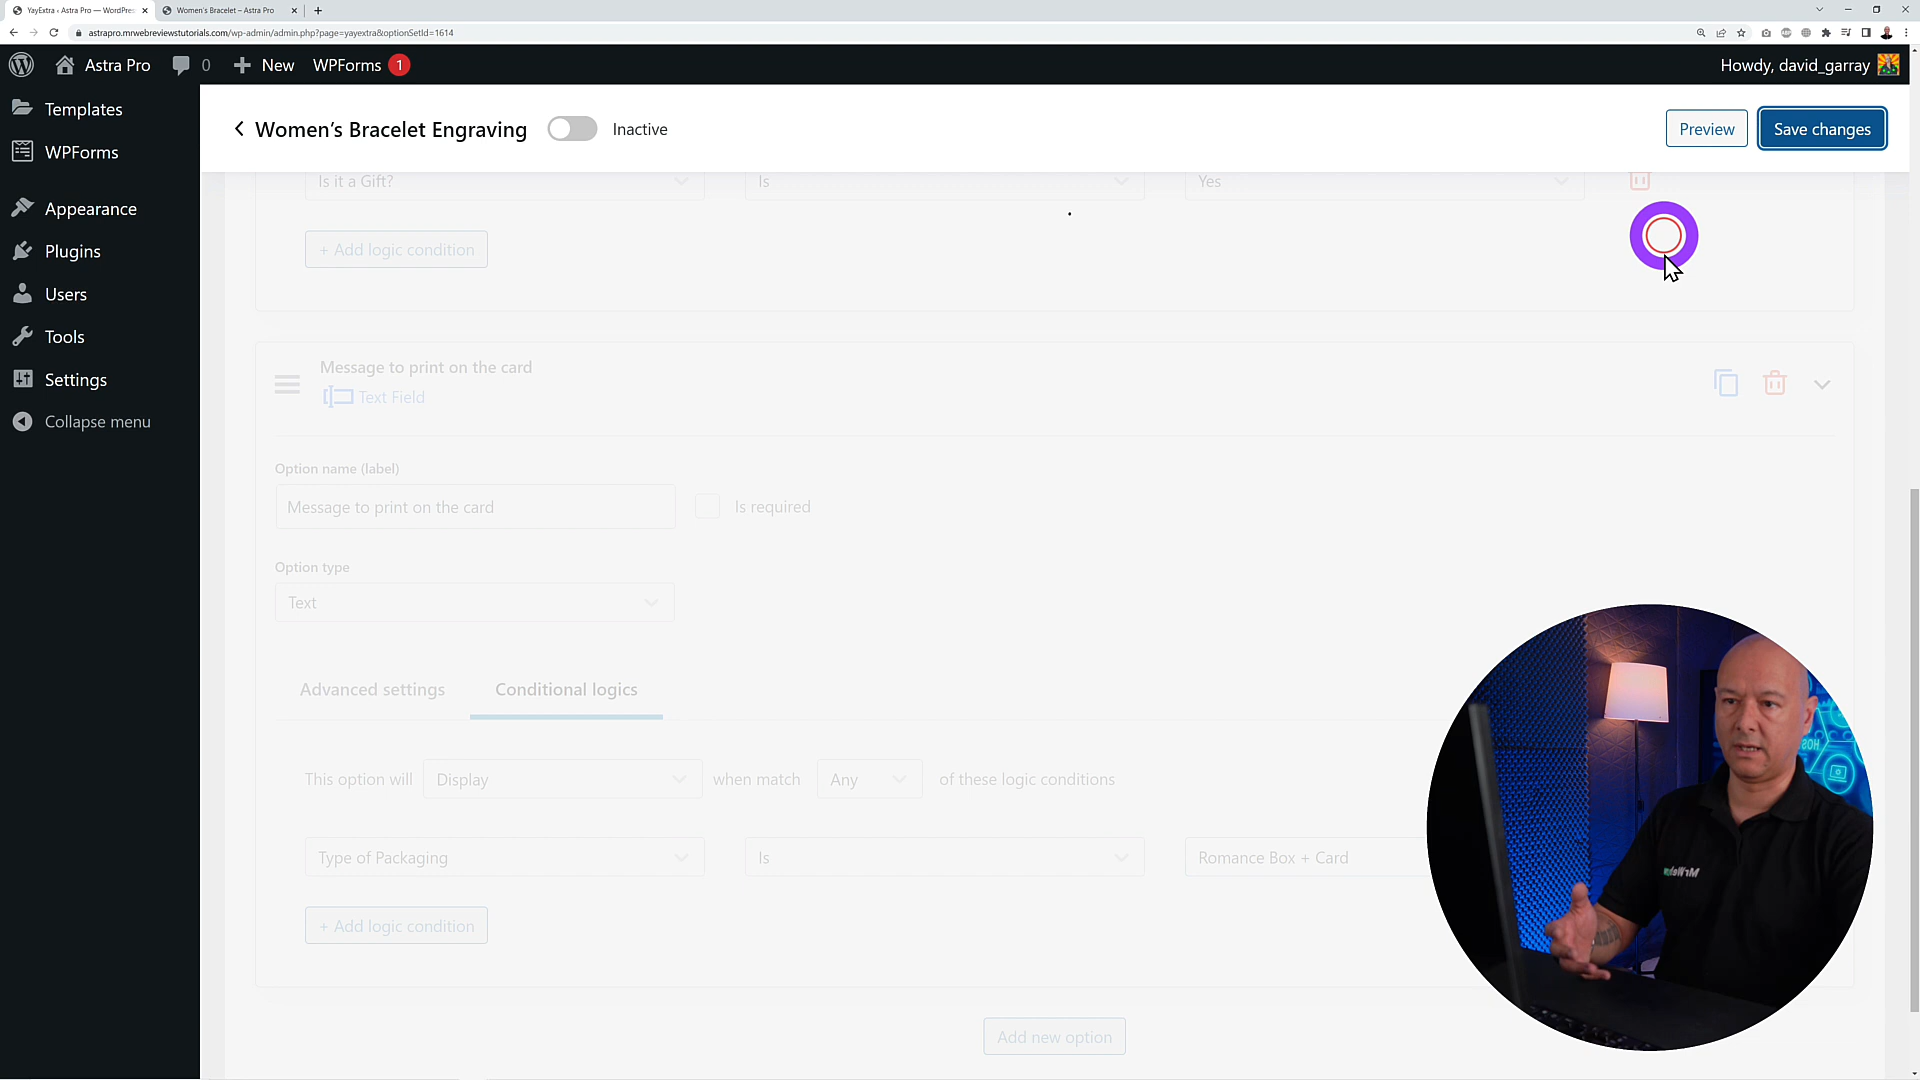 YayExtra ‹ Astra Pro — WordPres
Women's Bracelet – Astra Pro
astrapro.mrwebreviewstutorials.com/wp-admin/admin.php?page=yayextra&optionSetId=1614
Astra Pro
0
New
WPForms
1
Howdy, david_garray
Templates
WPForms
Appearance
Plugins
Users
Tools
Settings
Collapse menu
Women's Bracelet Engraving
Inactive
Preview
Save changes
Is it a Gift?
Is
Yes
+ Add logic condition
Message to print on the card
Text Field
Option name (label)
Message to print on the card
Is required
Option type
Text
Advanced settings
Conditional logics
This option will
Display
when match
Any
of these logic conditions
Type of Packaging
Is
Romance Box + Card
+ Add logic condition
Add new option